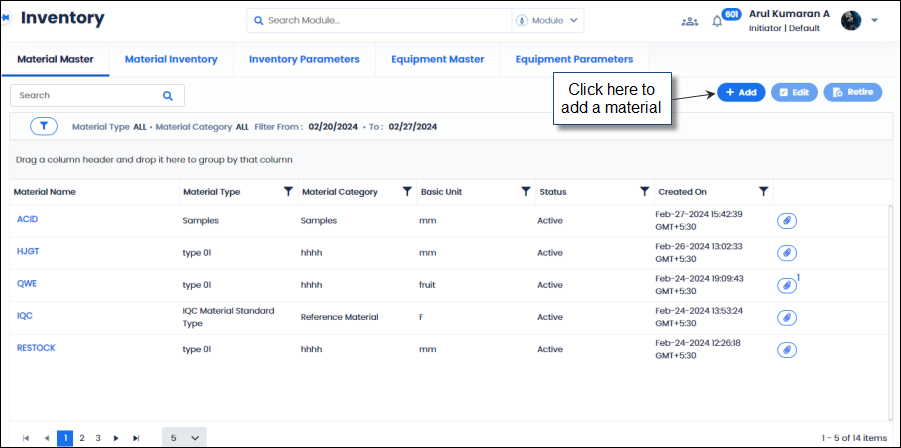 Inventory
Search Module...
Module
601
Arul Kumaran A
Initiator | Default
Material Master
Material Inventory
Inventory Parameters
Equipment Master
Equipment Parameters
Click here to
add a material
Search
+ Add
Edit
Retire
Material Type ALL • Material Category ALL Filter From : 02/20/2024 • To : 02/27/2024
Drag a column header and drop it here to group by that column
Material Name Material Type Material Category Basic Unit Status Created On
ACID Samples Samples mm Active Feb-27-2024 15:42:39
GMT+5:30
HJGT type 01 hhhh mm Active Feb-26-2024 13:02:33
GMT+5:30
QWE type 01 hhhh fruit Active Feb-24-2024 19:09:43
GMT+5:30
1
IQC IQC Material Standard
Type
Reference Material F Active Feb-24-2024 13:53:24
GMT+5:30
RESTOCK type 01 hhhh mm Active Feb-24-2024 12:26:18
GMT+5:30
1 2 3 5 1 - 5 of 14 items